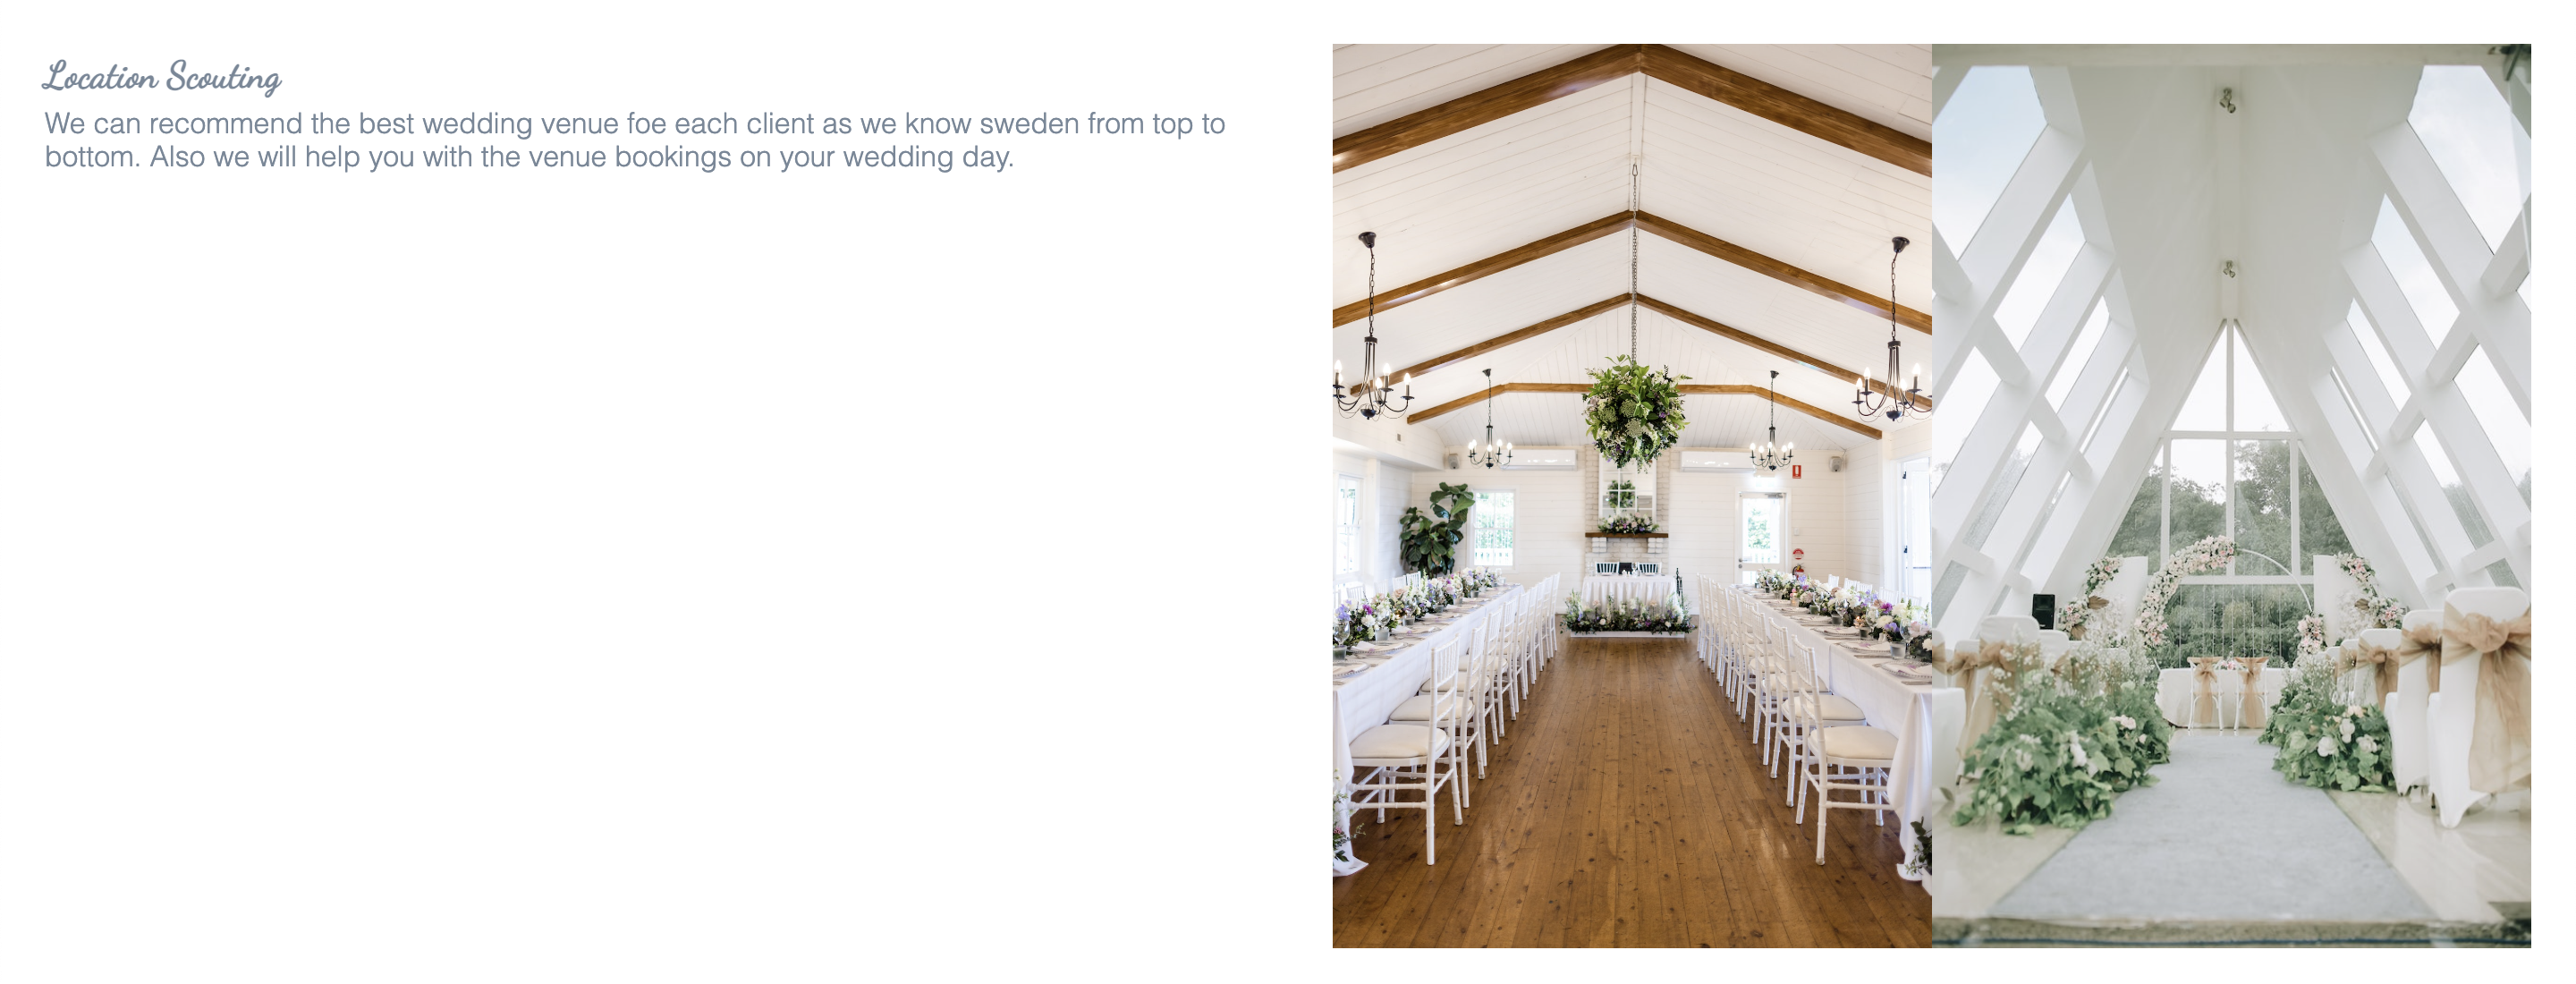 Location Scouting
We can recommend the best wedding venue foe each client as we know sweden from top to
bottom. Also we will help you with the venue bookings on your wedding day.